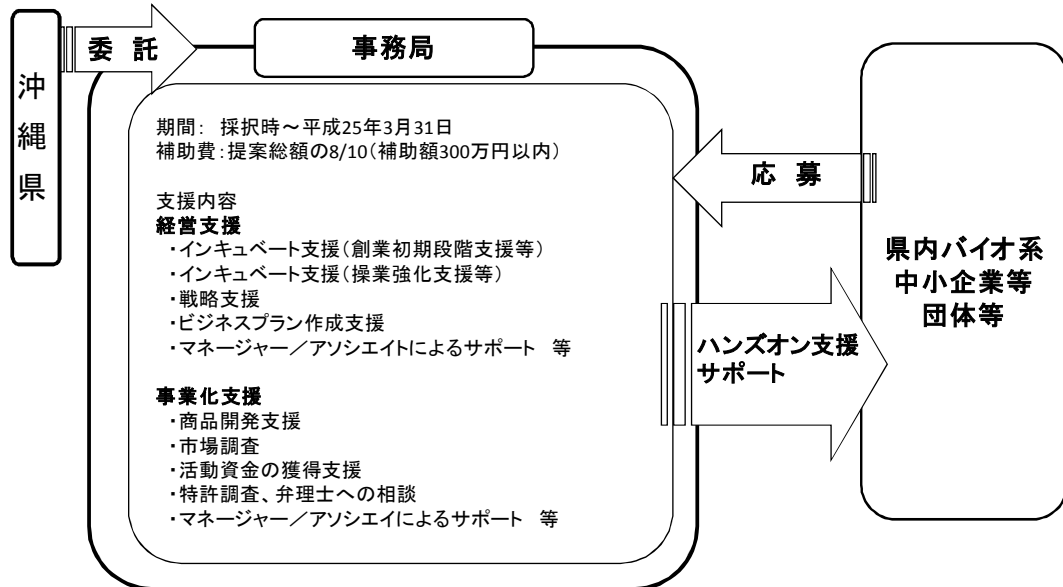 沖縄県
委 託
事務局
期間： 採択時～平成25年3月31日
補助費：提案総額の8/10（補助額300万円以内）
支援内容
経営支援
・インキュベート支援（創業初期段階支援等）
・インキュベート支援（操業強化支援等）
・戦略支援
・ビジネスプラン作成支援
・マネージャー／アソシエイトによるサポート 等
事業化支援
・商品開発支援
・市場調査
・活動資金の獲得支援
・特許調査、弁理士への相談
・マネージャー／アソシエイによるサポート 等
応 募
ハンズオン支援
サポート
県内バイオ系
中小企業等
団体等